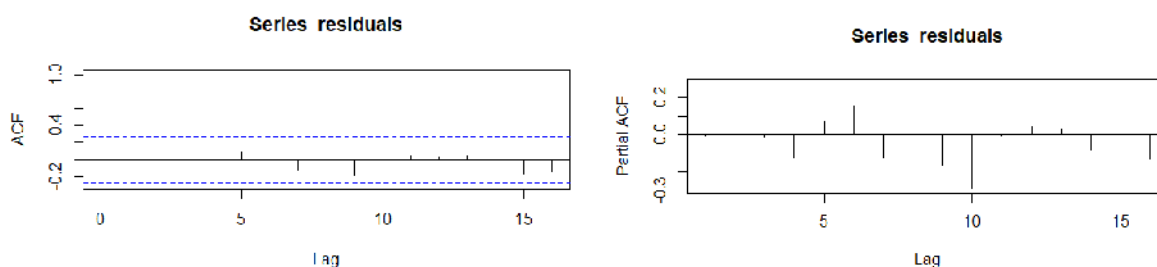 Series residuals
ACF
1.0
0.4
-0.2
0 5 10 15
Lag
Series residuals
Partial ACF
0.2
0.0
-0.3
5 10 15
Lag